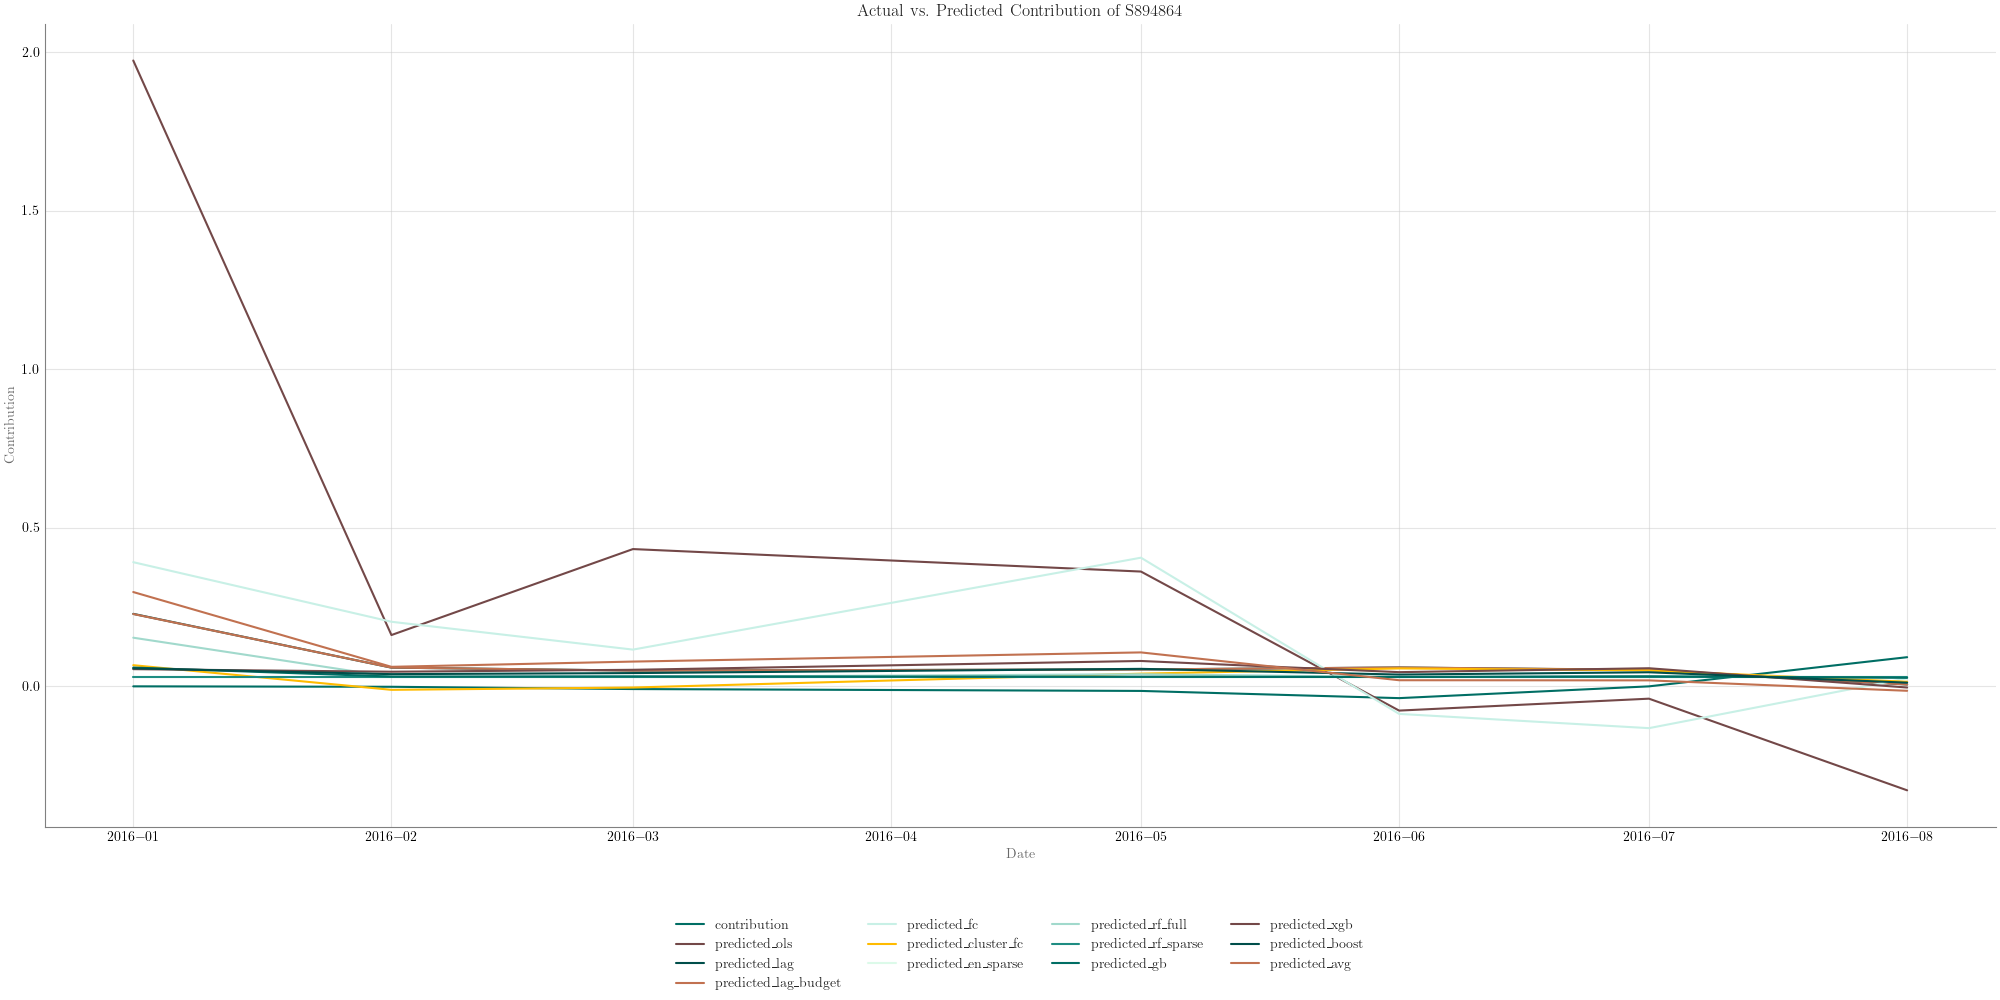 Actual vs. Predicted Contribution of S894864
2.0
1.5
1.0
0.5
0.0
Contribution
2016−01 2016−02 2016−03 2016−04 2016−05 2016−06 2016−07 2016−08
Date
contribution predicted_fc predicted_rf_full predicted_xgb
predicted_ols predicted_cluster_fc predicted_rf_sparse predicted_boost
predicted_lag predicted_en_sparse predicted_gb predicted_avg
predicted_lag_budget